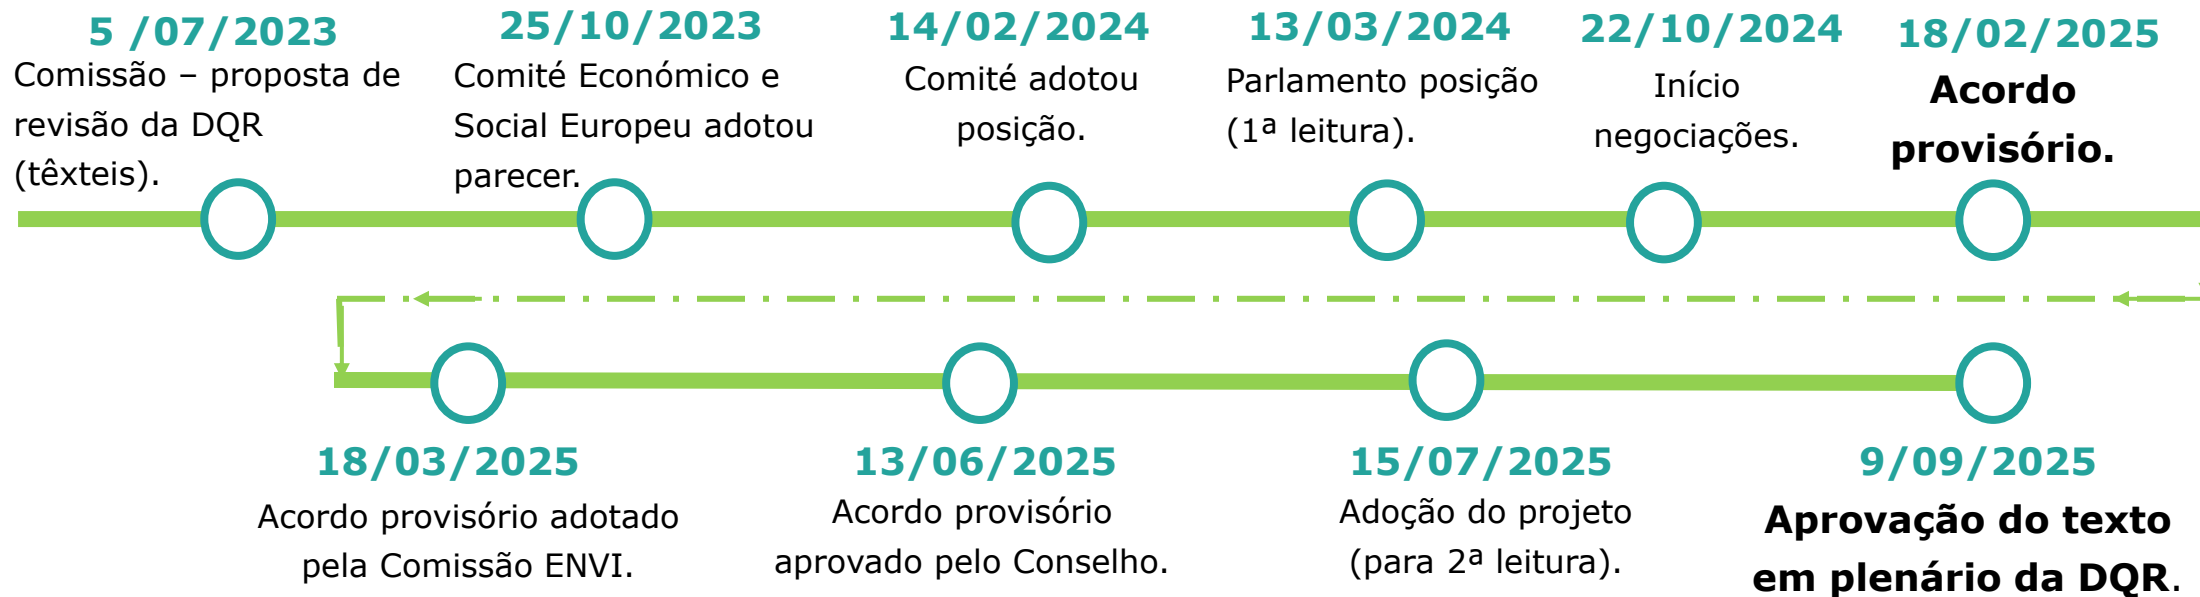 5 /07/2023
Comissão – proposta de
revisão da DQR
(têxteis).
25/10/2023
Comité Económico e
Social Europeu adotou
parecer.
14/02/2024
Comité adotou
posição.
13/03/2024
Parlamento posição
(1ª leitura).
22/10/2024
Início
negociações.
18/02/2025
Acordo
provisório.
18/03/2025
Acordo provisório adotado
pela Comissão ENVI.
13/06/2025
Acordo provisório
aprovado pelo Conselho.
15/07/2025
Adoção do projeto
(para 2ª leitura).
9/09/2025
Aprovação do texto
em plenário da DQR.